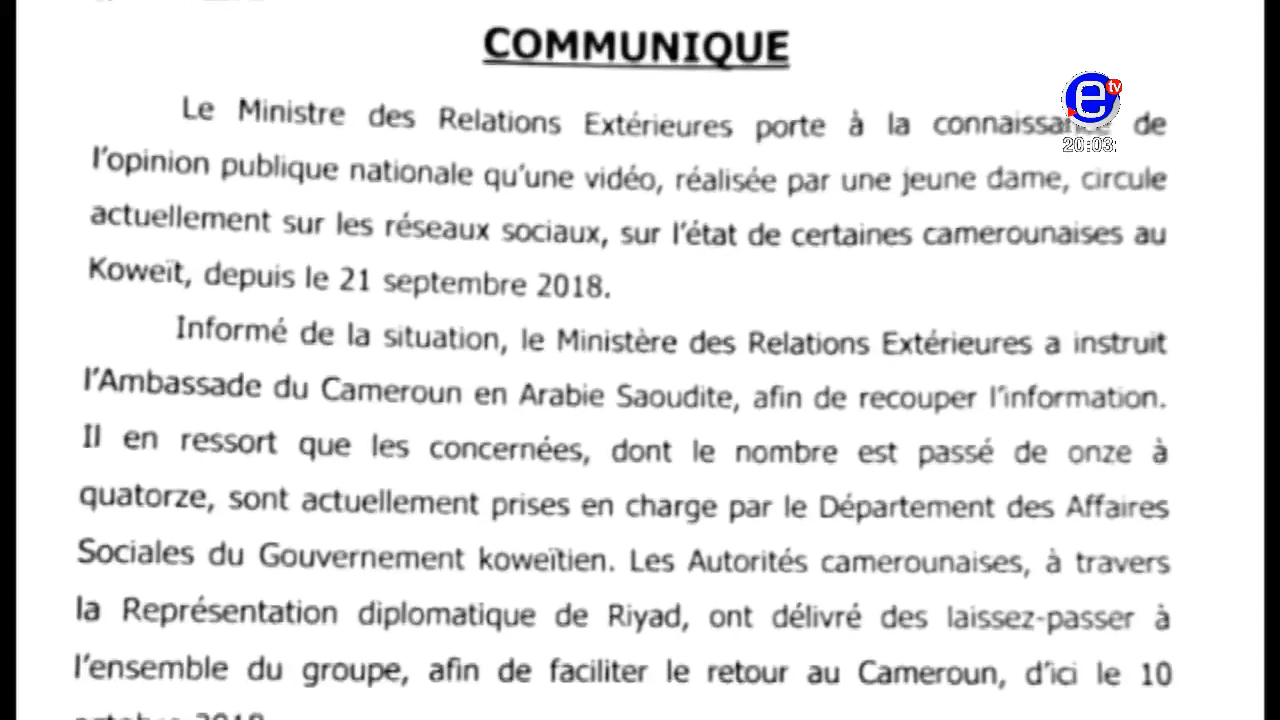 COMMUNIQUE
e tv
Le Ministre des Relations Extérieures porte à la connaissance de
20:03:
l'opinion publique nationale qu'une vidéo, réalisée par une jeune dame, circule
actuellement sur les réseaux sociaux, sur l'état de certaines camerounaises au
Koweït, depuis le 21 septembre 2018.
Informé de la situation, le Ministère des Relations Extérieures a instruit
l'Ambassade du Cameroun en Arabie Saoudite, afin de recouper l'information.
Il en ressort que les concernées, dont le nombre est passé de onze à
quatorze, sont actuellement prises en charge par le Département des Affaires
Sociales du Gouvernement koweïtien. Les Autorités camerounaises, à travers
la Représentation diplomatique de Riyad, ont délivré des laissez-passer à
l'ensemble du groupe, afin de faciliter le retour au Cameroun, d'ici le 10
octobre 2018